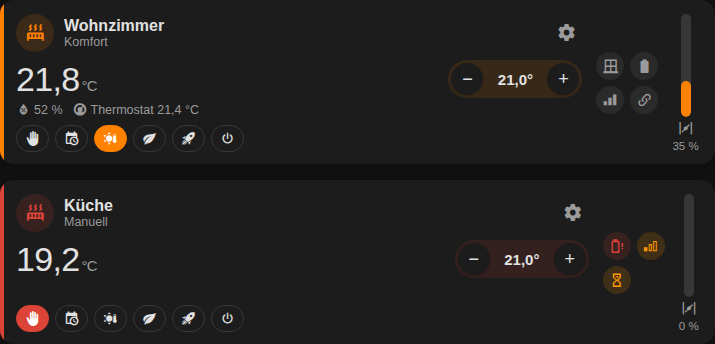 Wohnzimmer
Komfort
21,8 °C
52 % Thermostat 21,4 °C
− 21,0° +
35 %
Küche
Manuell
19,2 °C
− 21,0° +
0 %